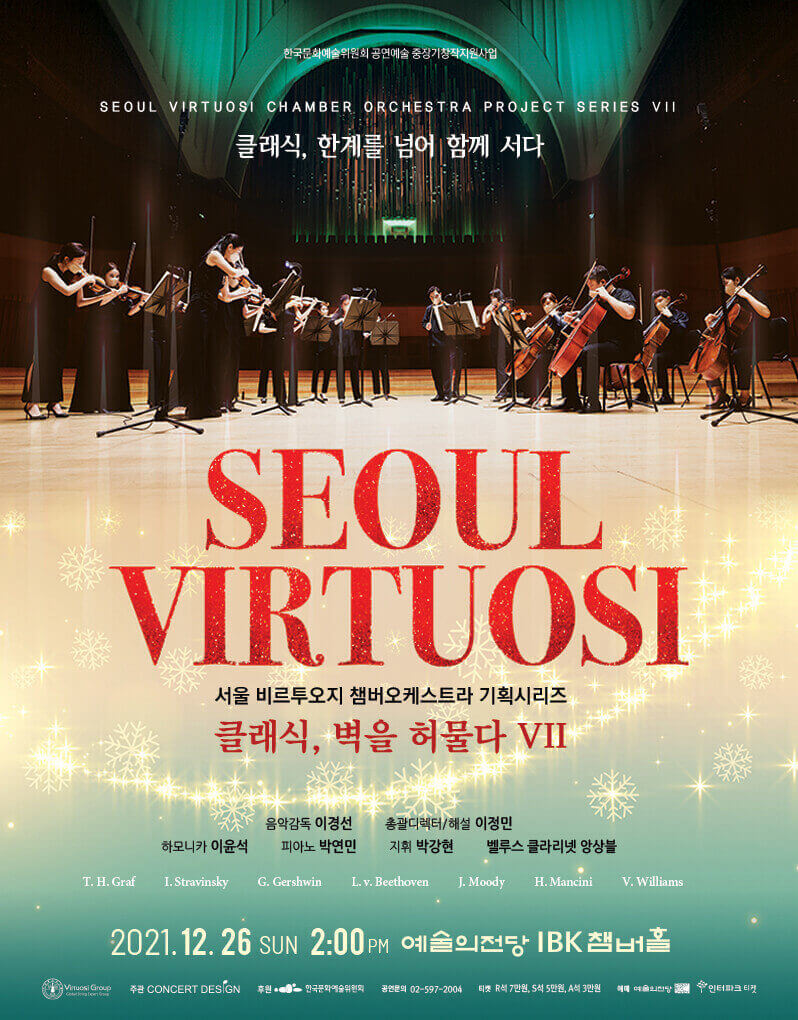 한국문화예술위원회 공연예술 중장기창작지원사업
SEOUL VIRTUOSI CHAMBER ORCHESTRA PROJECT SERIES VII
클래식, 한계를 넘어 함께 서다
SEOUL
VIRTUOSI
서울 비르투오지 챔버오케스트라 기획시리즈
클래식, 벽을 허물다 VII
음악감독 이경선 총괄디렉터/해설 이정민
하모니카 이윤석 피아노 박연민 지휘 박강현 벨루스 클라리넷 앙상블
T. H. Graf I. Stravinsky G. Gershwin L. v. Beethoven J. Moody H. Mancini V. Williams
2021. 12. 26 SUN 2:00 PM 예술의전당 IBK챔버홀
Virtuosi Group Global String Expert Group 주관 CONCERT DESIGN 후원 한국문화예술위원회 공연문의 02-597-2004 티켓 R석 7만원, S석 5만원, A석 3만원 예매 예술의전당 인터파크 티켓